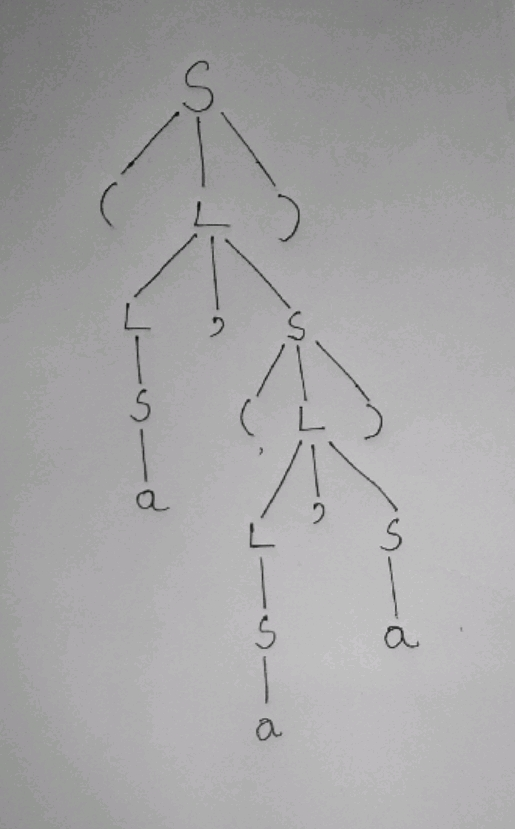 S
( L )
L , S
S ( L )
a L , S
S a
a